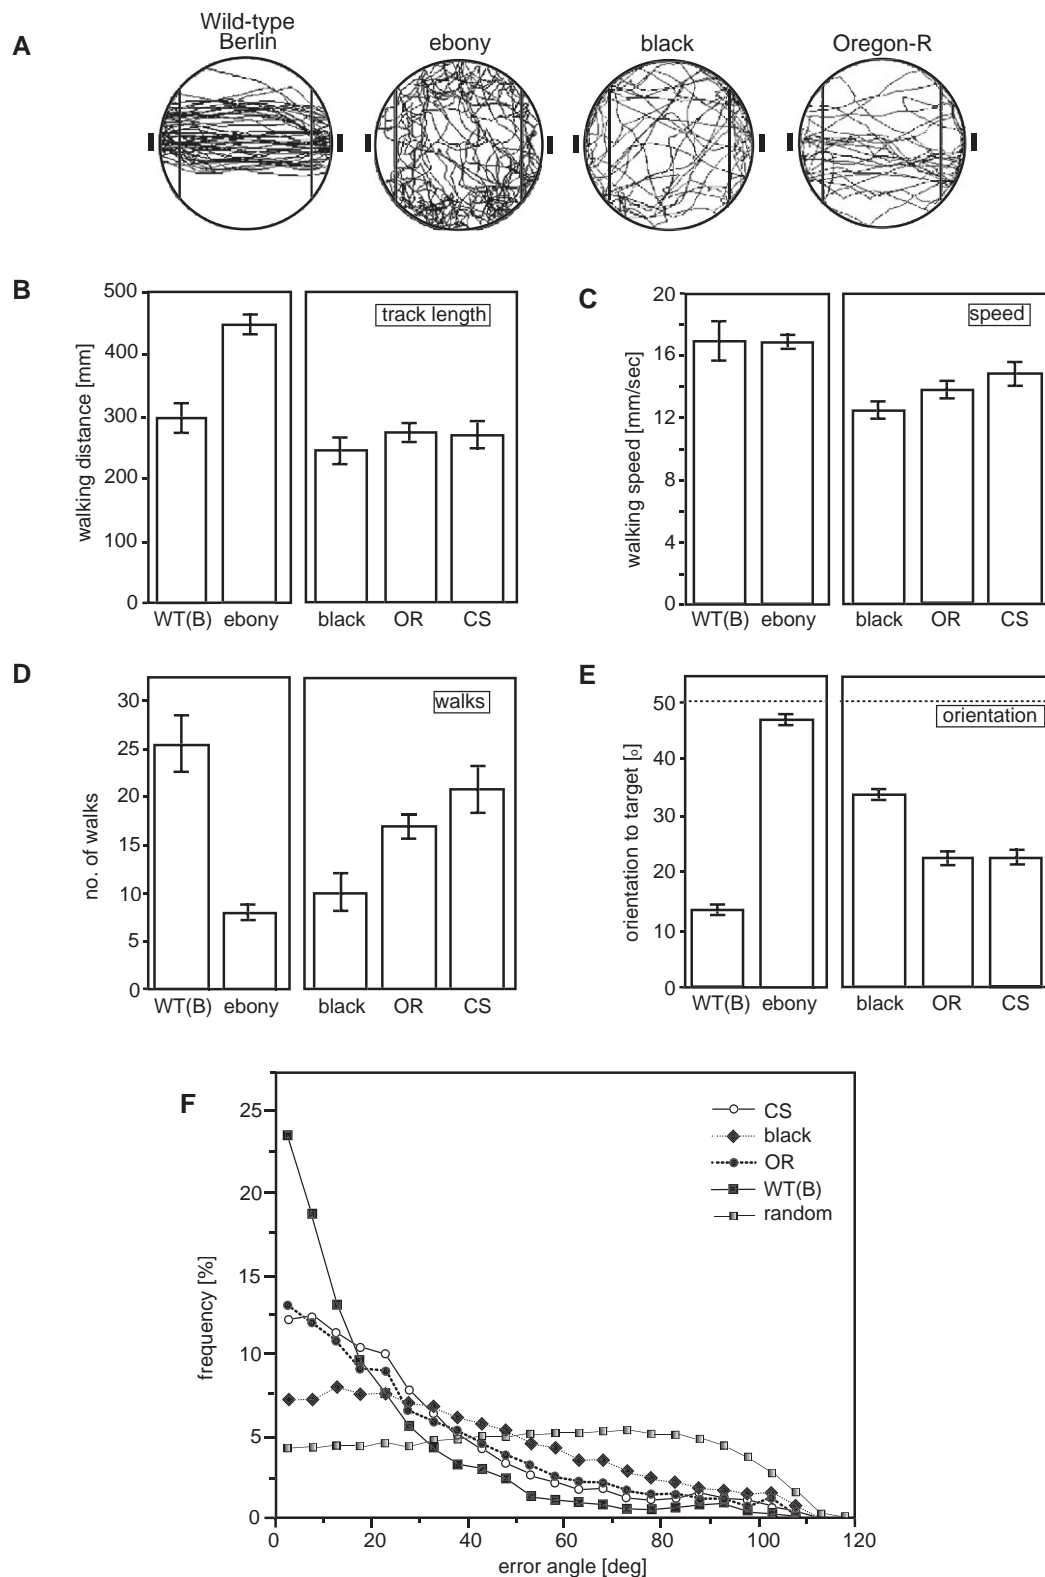 A
Wild-type
Berlin
ebony
black
Oregon-R
B
track length
walking distance [mm]
500
400
300
200
100
0
WT(B)
ebony
black
OR
CS
C
speed
walking speed [mm/sec]
20
16
12
8
4
0
WT(B)
ebony
black
OR
CS
D
walks
no. of walks
30
25
20
15
10
5
0
WT(B)
ebony
black
OR
CS
E
orientation
orientation to target [o]
50
40
30
20
10
0
WT(B)
ebony
black
OR
CS
F
CS
black
OR
WT(B)
random
frequency [%]
25
20
15
10
5
0
0 20 40 60 80 100 120
error angle [deg]